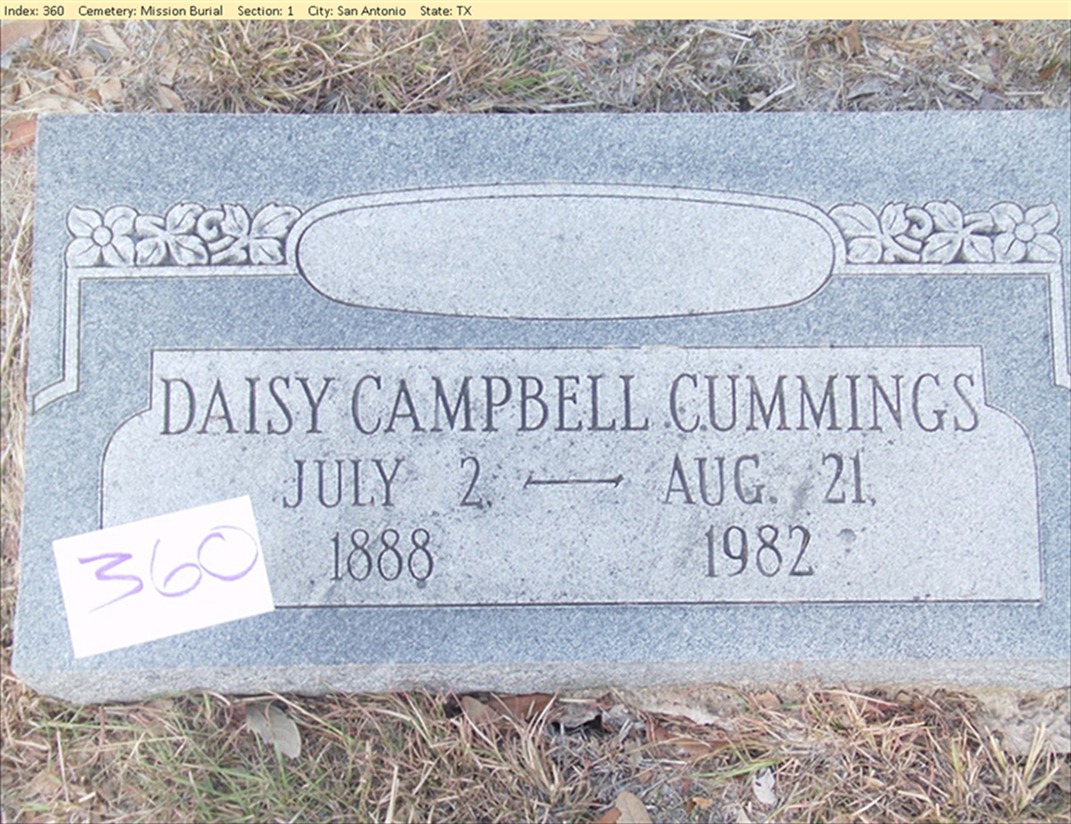 Index: 360 Cemetery: Mission Burial Section: 1 City: San Antonio State: TX
DAISY CAMPBELL CUMMINGS
JULY 2, — AUG. 21,
1888 1982
360